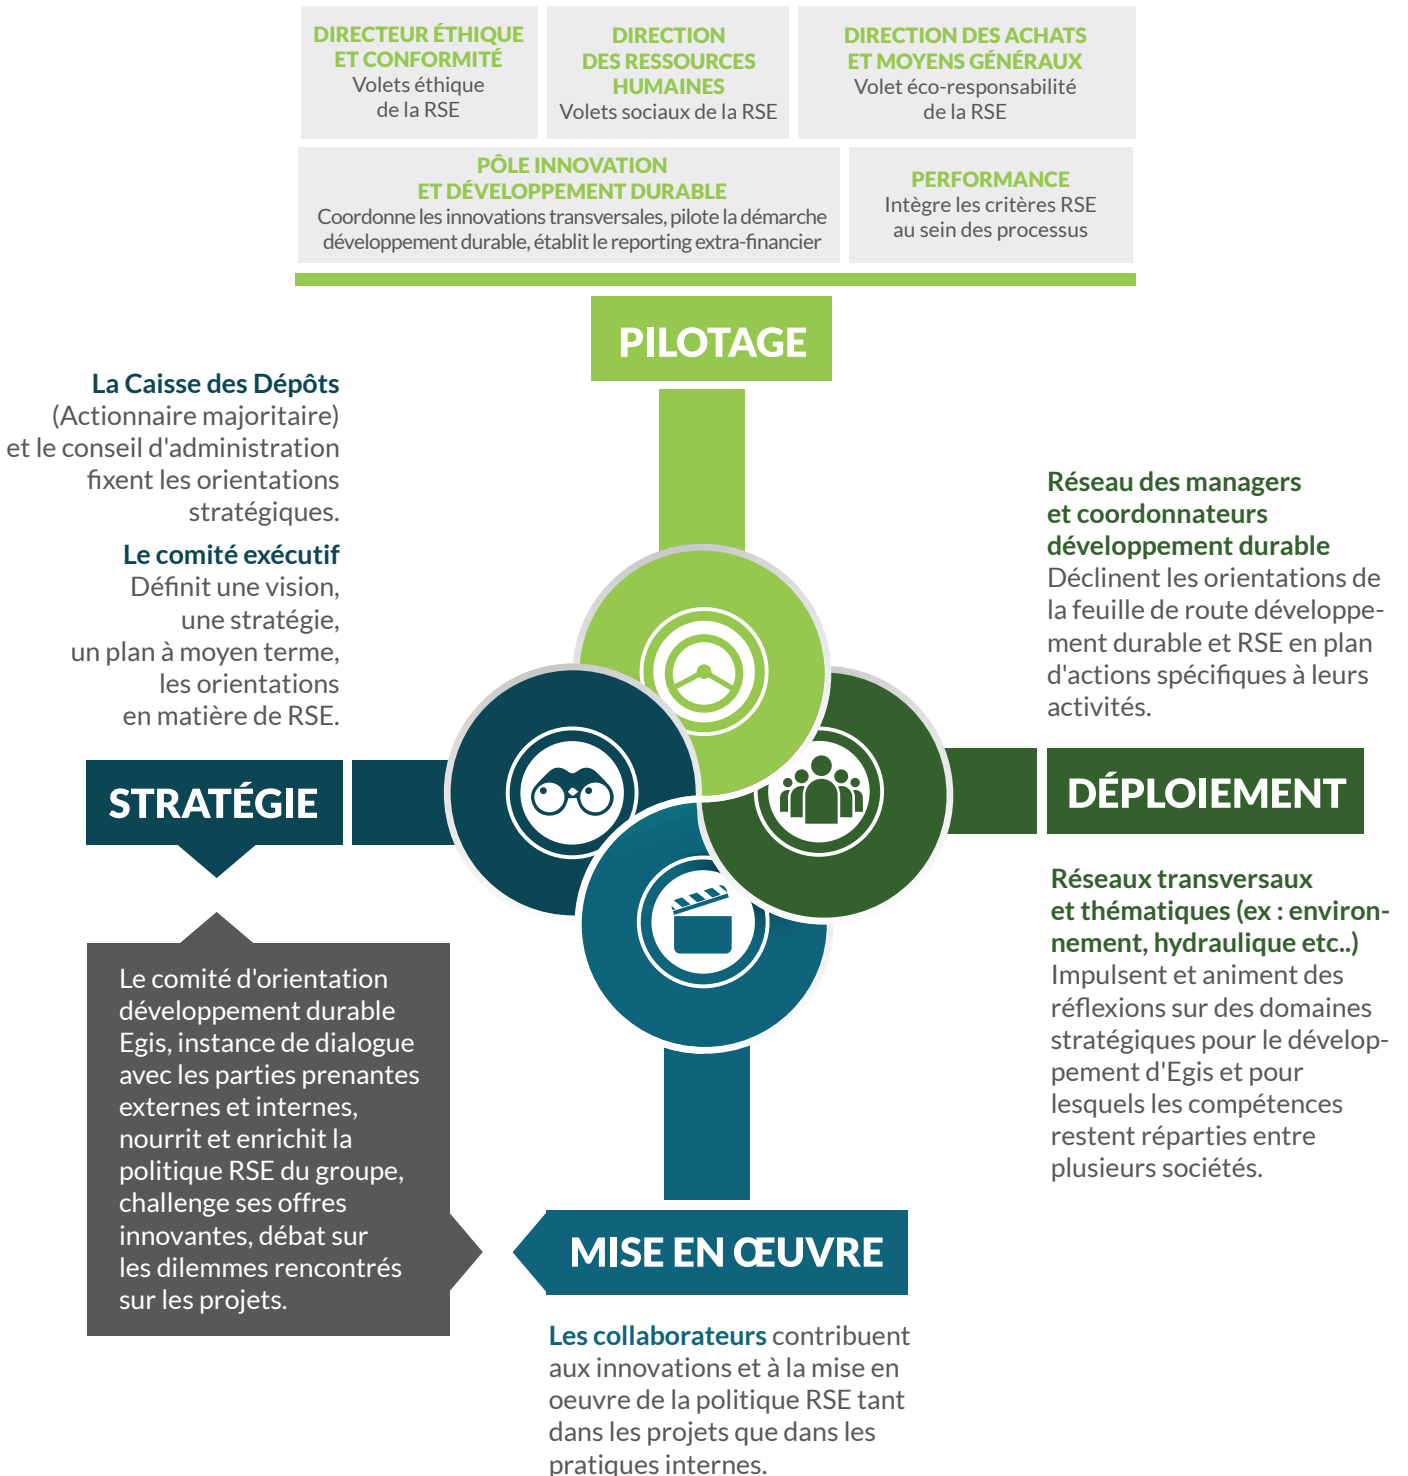 DIRECTEUR ÉTHIQUE
ET CONFORMITÉ
Volets éthique
de la RSE
DIRECTION
DES RESSOURCES
HUMAINES
Volets sociaux de la RSE
DIRECTION DES ACHATS
ET MOYENS GÉNÉRAUX
Volet éco-responsabilité
de la RSE
PÔLE INNOVATION
ET DÉVELOPPEMENT DURABLE
Coordonne les innovations transversales, pilote la démarche
développement durable, établit le reporting extra-financier
PERFORMANCE
Intègre les critères RSE
au sein des processus
PILOTAGE
La Caisse des Dépôts
(Actionnaire majoritaire)
et le conseil d'administration
fixent les orientations
stratégiques.
Le comité exécutif
Définit une vision,
une stratégie,
un plan à moyen terme,
les orientations
en matière de RSE.
STRATÉGIE
Le comité d'orientation
développement durable
Egis, instance de dialogue
avec les parties prenantes
externes et internes,
nourrit et enrichit la
politique RSE du groupe,
challenge ses offres
innovantes, débat sur
les dilemmes rencontrés
sur les projets.
Réseau des managers
et coordonnateurs
développement durable
Déclinent les orientations de
la feuille de route développe-
ment durable et RSE en plan
d'actions spécifiques à leurs
activités.
DÉPLOIEMENT
Réseaux transversaux
et thématiques (ex : environ-
nement, hydraulique etc..)
Impulsent et animent des
réflexions sur des domaines
stratégiques pour le dévelop-
pement d'Egis et pour
lesquels les compétences
restent réparties entre
plusieurs sociétés.
MISE EN ŒUVRE
Les collaborateurs contribuent
aux innovations et à la mise en
oeuvre de la politique RSE tant
dans les projets que dans les
pratiques internes.